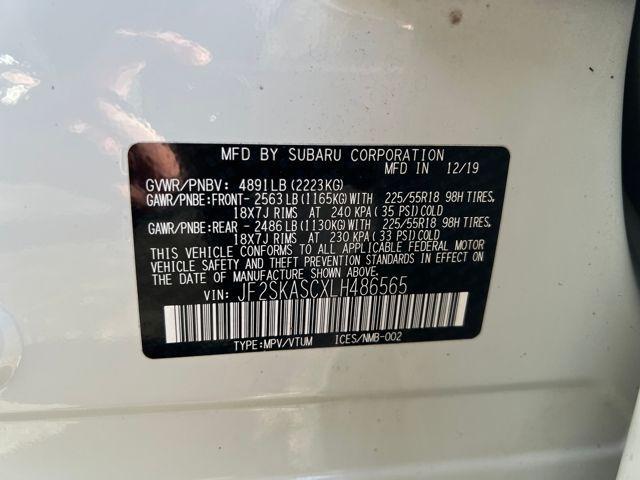 MFD BY SUBARU CORPORATION
MFD IN 12/19
GVWR/PNBV: 4891LB (2223KG)
GAWR/PNBE:FRONT- 2563LB (1165KG) WITH 225/55R18 98H TIRES,
18X7J RIMS AT 240 KPA ( 35 PSI) COLD
GAWR/PNBE:REAR - 2486LB (1130KG) WITH 225/55R18 98H TIRES,
18X7J RIMS AT 230 KPA ( 33 PSI) COLD
THIS VEHICLE CONFORMS TO ALL APPLICABLE FEDERAL MOTOR
VEHICLE SAFETY AND THEFT PREVENTION STANDARDS IN EFFECT
ON THE DATE OF MANUFACTURE SHOWN ABOVE.
VIN: JF2SKASCXLH486565
TYPE:MPV/VTUM ICES/NMB-002